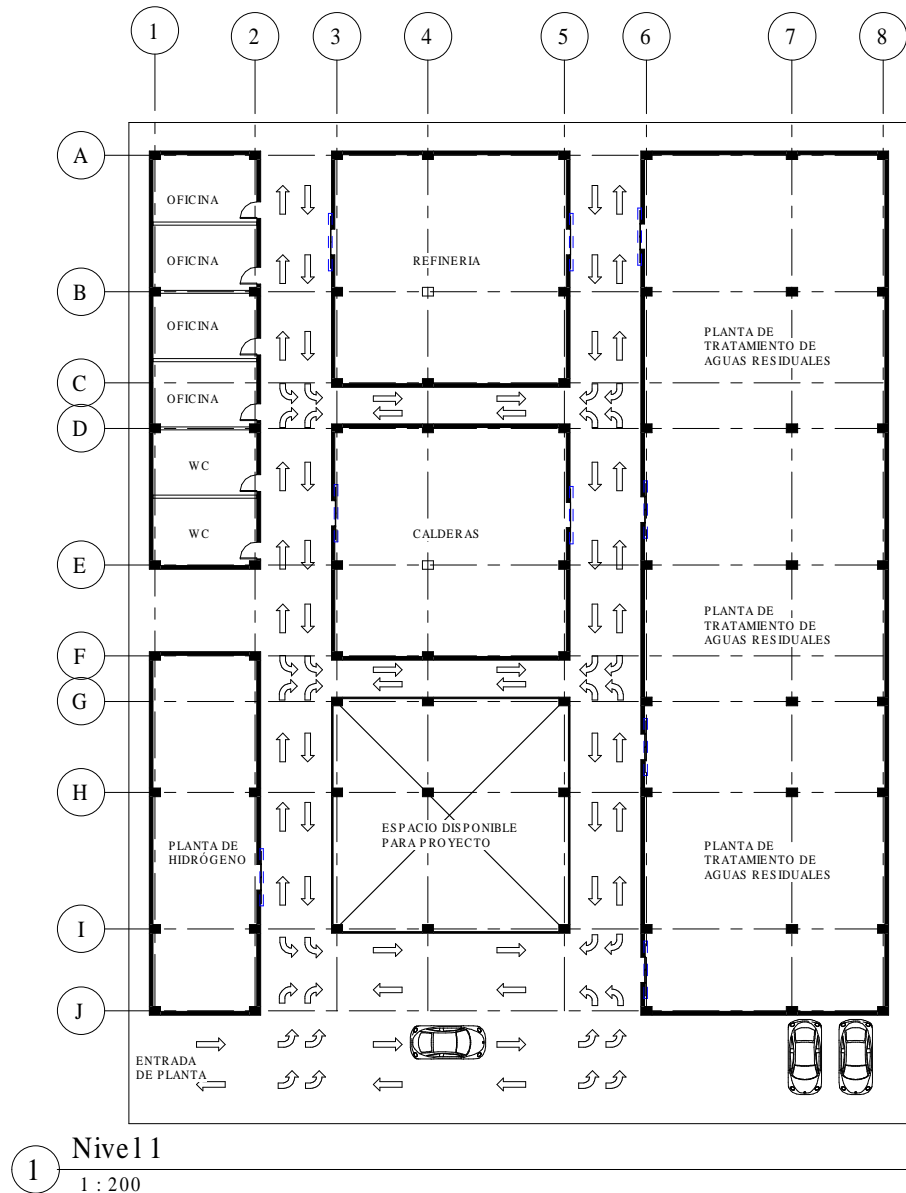 1 2 3 4 5 6 7 8
A
B
C
D
E
F
G
H
I
J
OFICINA
OFICINA
OFICINA
OFICINA
WC
WC
REFINERIA
CALDERAS
PLANTA DE
TRATAMIENTO DE
AGUAS RESIDUALES
PLANTA DE
TRATAMIENTO DE
AGUAS RESIDUALES
PLANTA DE
HIDRÓGENO
ESPACIO DISPONIBLE
PARA PROYECTO
PLANTA DE
TRATAMIENTO DE
AGUAS RESIDUALES
ENTRADA
DE PLANTA
1 Nivel 1
1 : 200